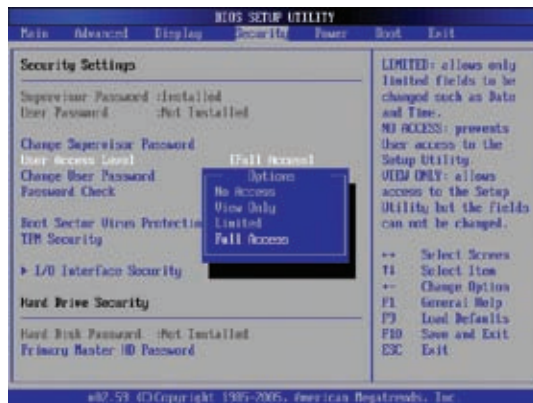 BIOS SETUP UTILITY
Main Advanced Display Security Power Boot Exit
Security Settings
Supervisor Password :Installed
User Password :Not Installed
Change Supervisor Password
User Access Level [Full Access]
Change User Password
Password Check
Boot Sector Virus Protectio
TPM Security
I/O Interface Security
Hard Drive Security
Hard Disk Password :Not Installed
Primary Master HD Password
Options
No Access
View Only
Limited
Full Access
LIMITED: allows only
limited fields to be
changed such as Date
and Time.
NO ACCESS: prevents
User access to the
Setup Utility.
VIEW ONLY: allows
access to the Setup
Utility but the fields
can not be changed.
↔ Select Screen
↑↓ Select Item
+- Change Option
F1 General Help
F9 Load Defaults
F10 Save and Exit
ESC Exit
v02.59 (C)Copyright 1985-2005, American Megatrends, Inc